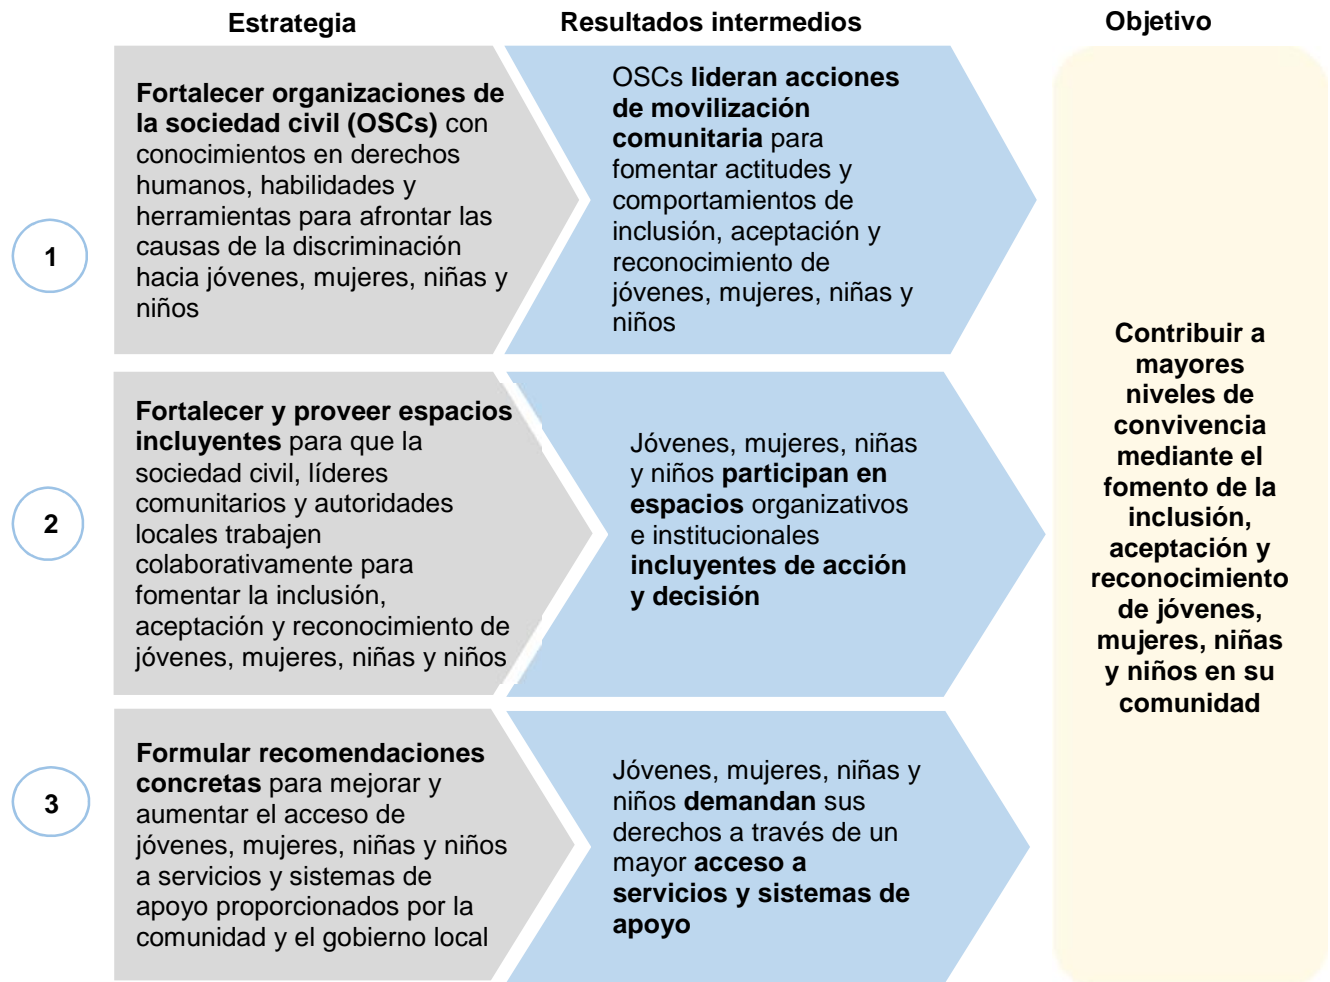 Estrategia
Resultados intermedios
Objetivo
1
Fortalecer organizaciones de
la sociedad civil (OSCs) con
conocimientos en derechos
humanos, habilidades y
herramientas para afrontar las
causas de la discriminación
hacia jóvenes, mujeres, niñas y
niños
OSCs lideran acciones
de movilización
comunitaria para
fomentar actitudes y
comportamientos de
inclusión, aceptación y
reconocimiento de
jóvenes, mujeres, niñas y
niños
2
Fortalecer y proveer espacios
incluyentes para que la
sociedad civil, líderes
comunitarios y autoridades
locales trabajen
colaborativamente para
fomentar la inclusión,
aceptación y reconocimiento de
jóvenes, mujeres, niñas y niños
Jóvenes, mujeres, niñas
y niños participan en
espacios organizativos
e institucionales
incluyentes de acción
y decisión
3
Formular recomendaciones
concretas para mejorar y
aumentar el acceso de
jóvenes, mujeres, niñas y niños
a servicios y sistemas de
apoyo proporcionados por la
comunidad y el gobierno local
Jóvenes, mujeres, niñas y
niños demandan sus
derechos a través de un
mayor acceso a
servicios y sistemas de
apoyo
Contribuir a
mayores
niveles de
convivencia
mediante el
fomento de la
inclusión,
aceptación y
reconocimiento
de jóvenes,
mujeres, niñas
y niños en su
comunidad